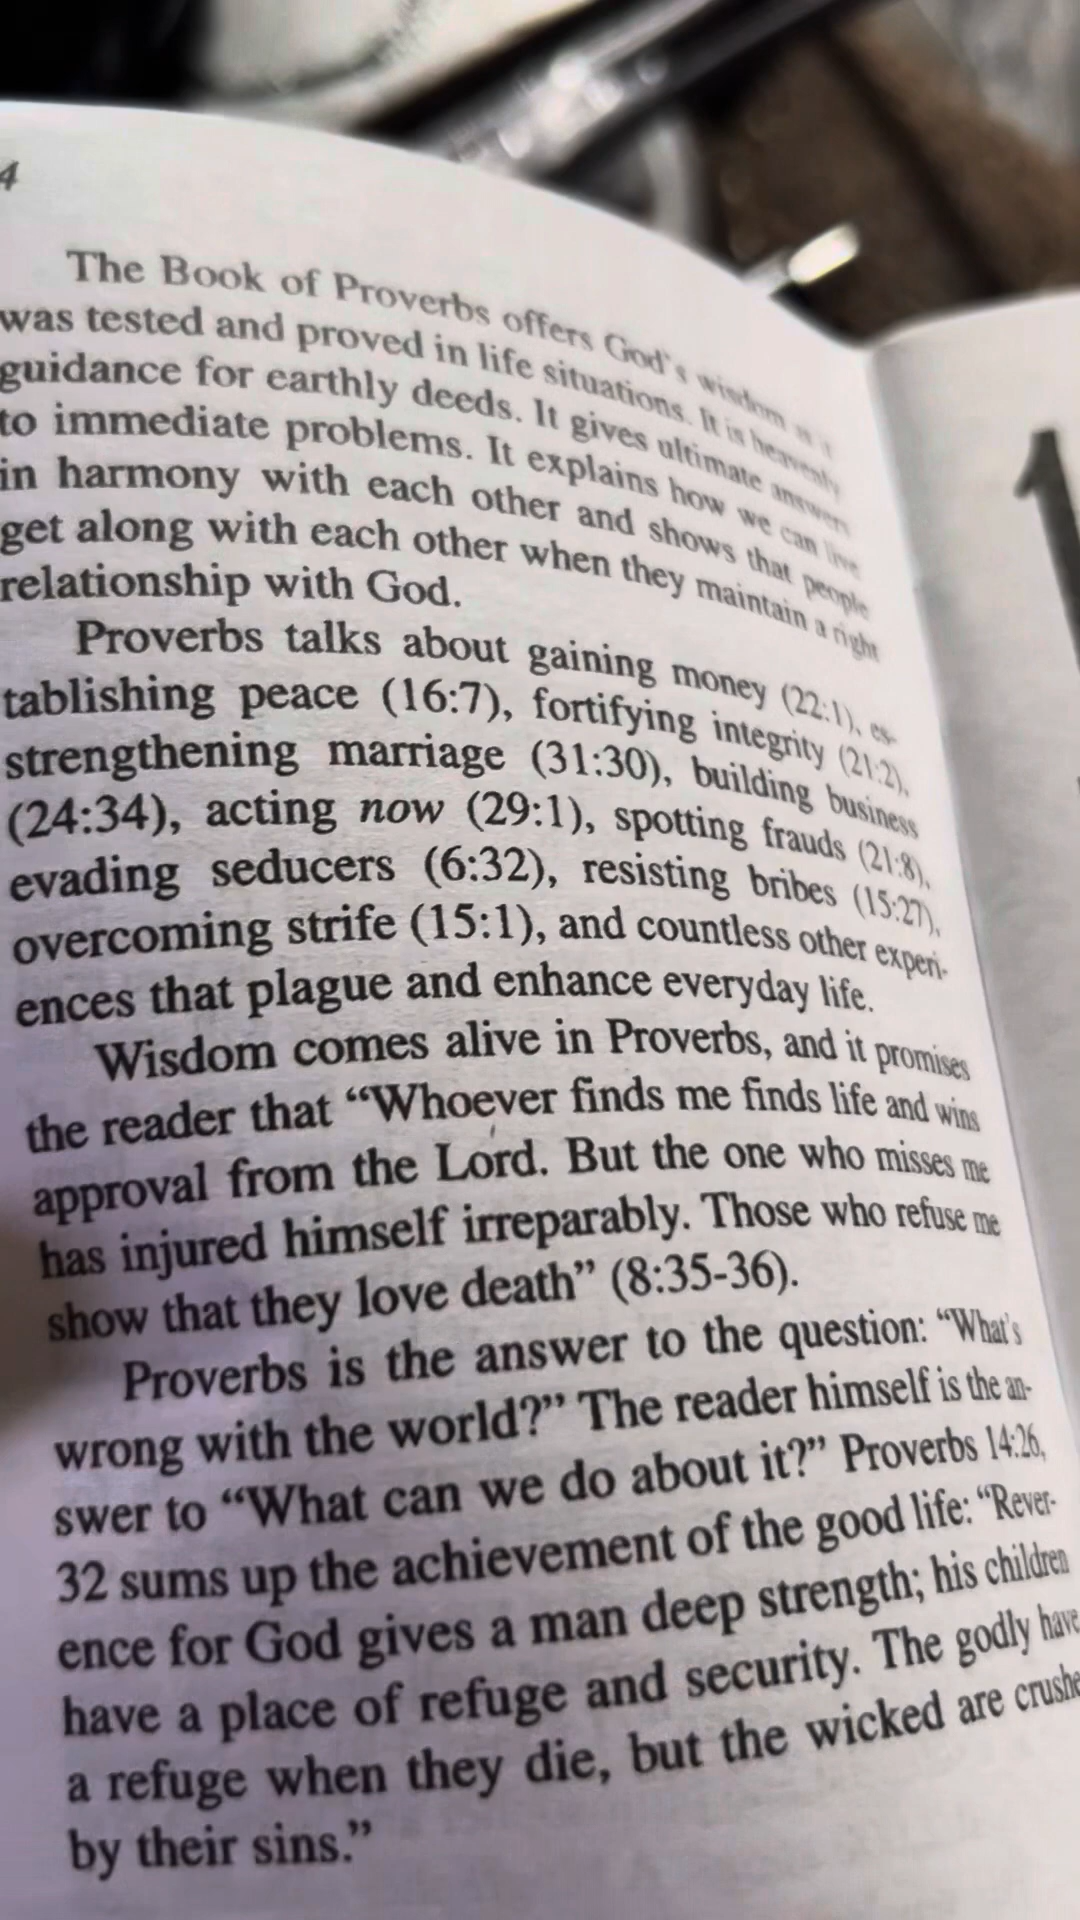 4
The Book of Proverbs offers God's wisdom as it
was tested and proved in life situations. It is heavenly
guidance for earthly deeds. It gives ultimate answers
to immediate problems. It explains how we can live
in harmony with each other and shows that people
get along with each other when they maintain a right
relationship with God.
Proverbs talks about gaining money (22:1), es-
tablishing peace (16:7), fortifying integrity (21:2),
strengthening marriage (31:30), building business
(24:34), acting now (29:1), spotting frauds (21:8),
evading seducers (6:32), resisting bribes (15:27),
overcoming strife (15:1), and countless other experi-
ences that plague and enhance everyday life.
Wisdom comes alive in Proverbs, and it promises
the reader that “Whoever finds me finds life and wins
approval from the Lord. But the one who misses me
has injured himself irreparably. Those who refuse me
show that they love death” (8:35-36).
Proverbs is the answer to the question: “What's
wrong with the world?” The reader himself is the an-
swer to “What can we do about it?” Proverbs 14:26,
32 sums up the achievement of the good life: “Rever-
ence for God gives a man deep strength; his children
have a place of refuge and security. The godly have
a refuge when they die, but the wicked are crushe
by their sins.”
1